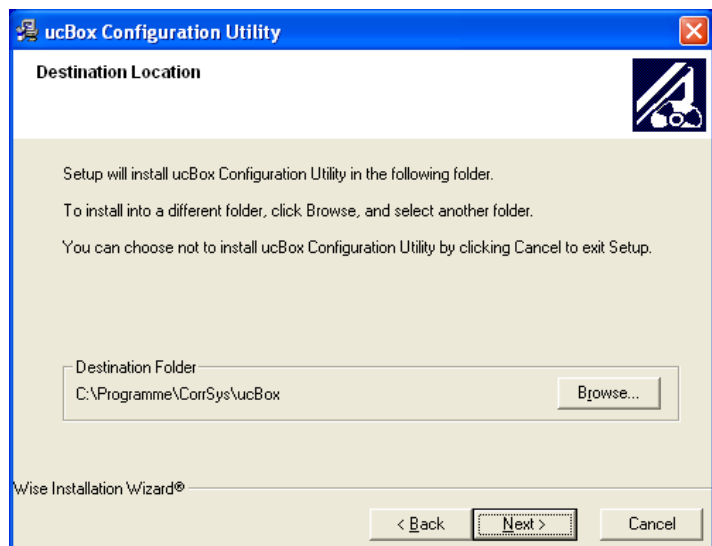 ucBox Configuration Utility
Destination Location
Setup will install ucBox Configuration Utility in the following folder.
To install into a different folder, click Browse, and select another folder.
You can choose not to install ucBox Configuration Utility by clicking Cancel to exit Setup.
Destination Folder
C:\Programme\CorrSys\ucBox
Browse...
Wise Installation Wizard®
< Back
Next >
Cancel